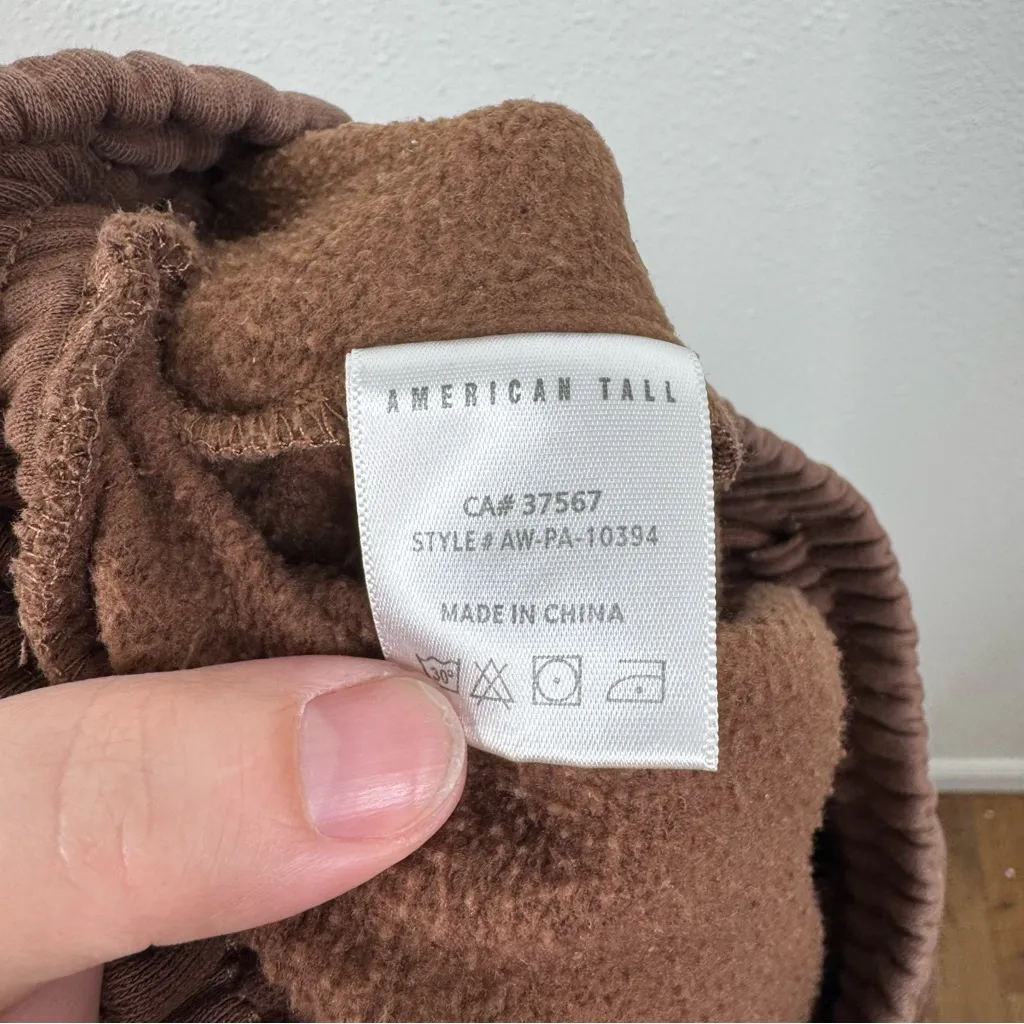 AMERICAN TALL
CA# 37567
STYLE # AW-PA-10394
MADE IN CHINA
30°